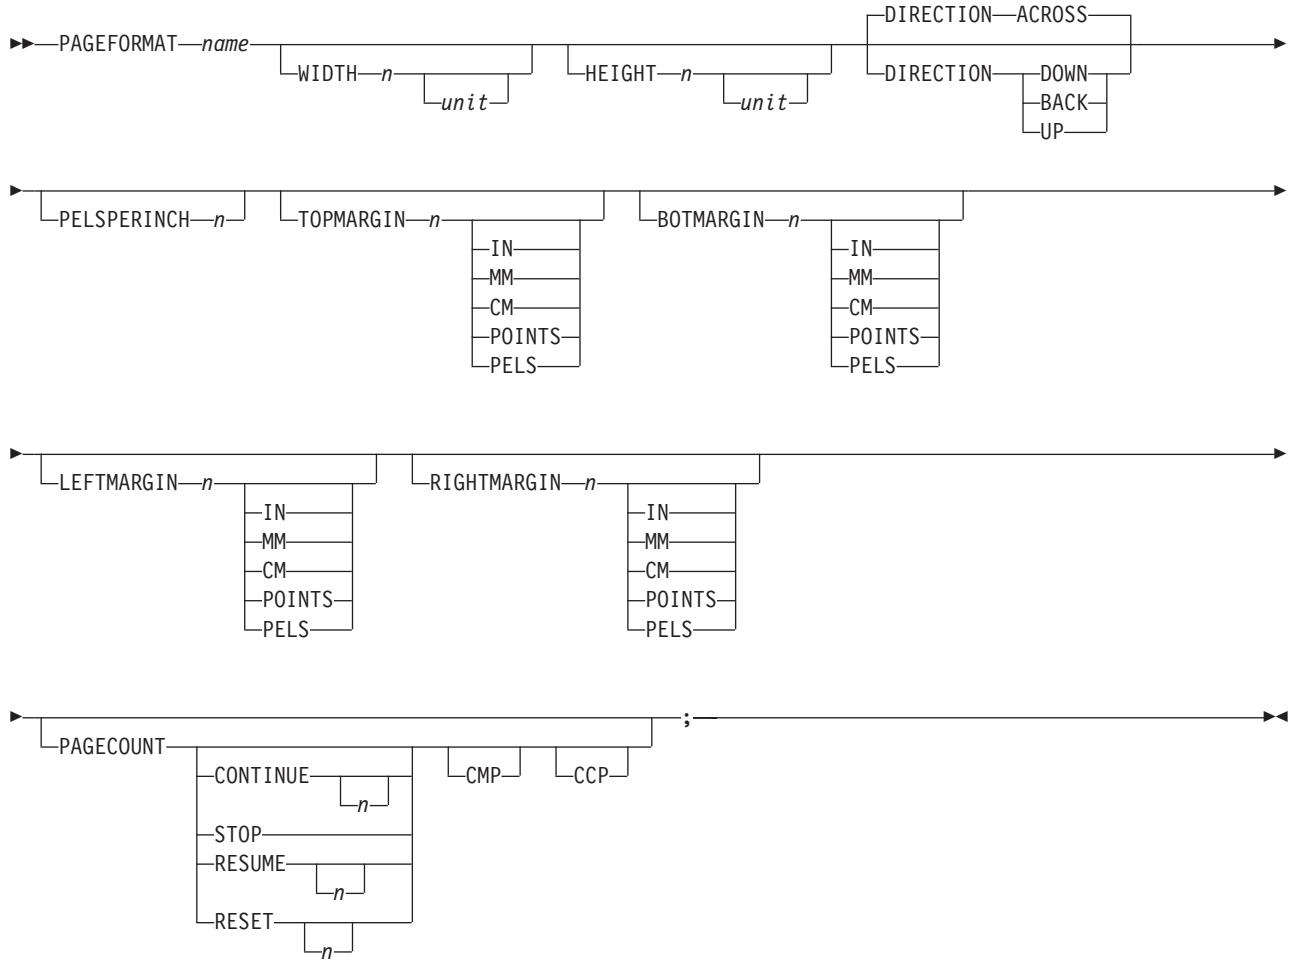 DIRECTION ACROSS
PAGEFORMAT name
WIDTH n HEIGHT n DIRECTION DOWN
unit unit BACK
UP
PELSPERINCH n TOPMARGIN n BOTMARGIN n
IN IN
MM MM
CM CM
POINTS POINTS
PELS PELS
LEFTMARGIN n RIGHTMARGIN n
IN IN
MM MM
CM CM
POINTS POINTS
PELS PELS
;
PAGECOUNT
CONTINUE CMP CCP
n
STOP
RESUME
n
RESET
n